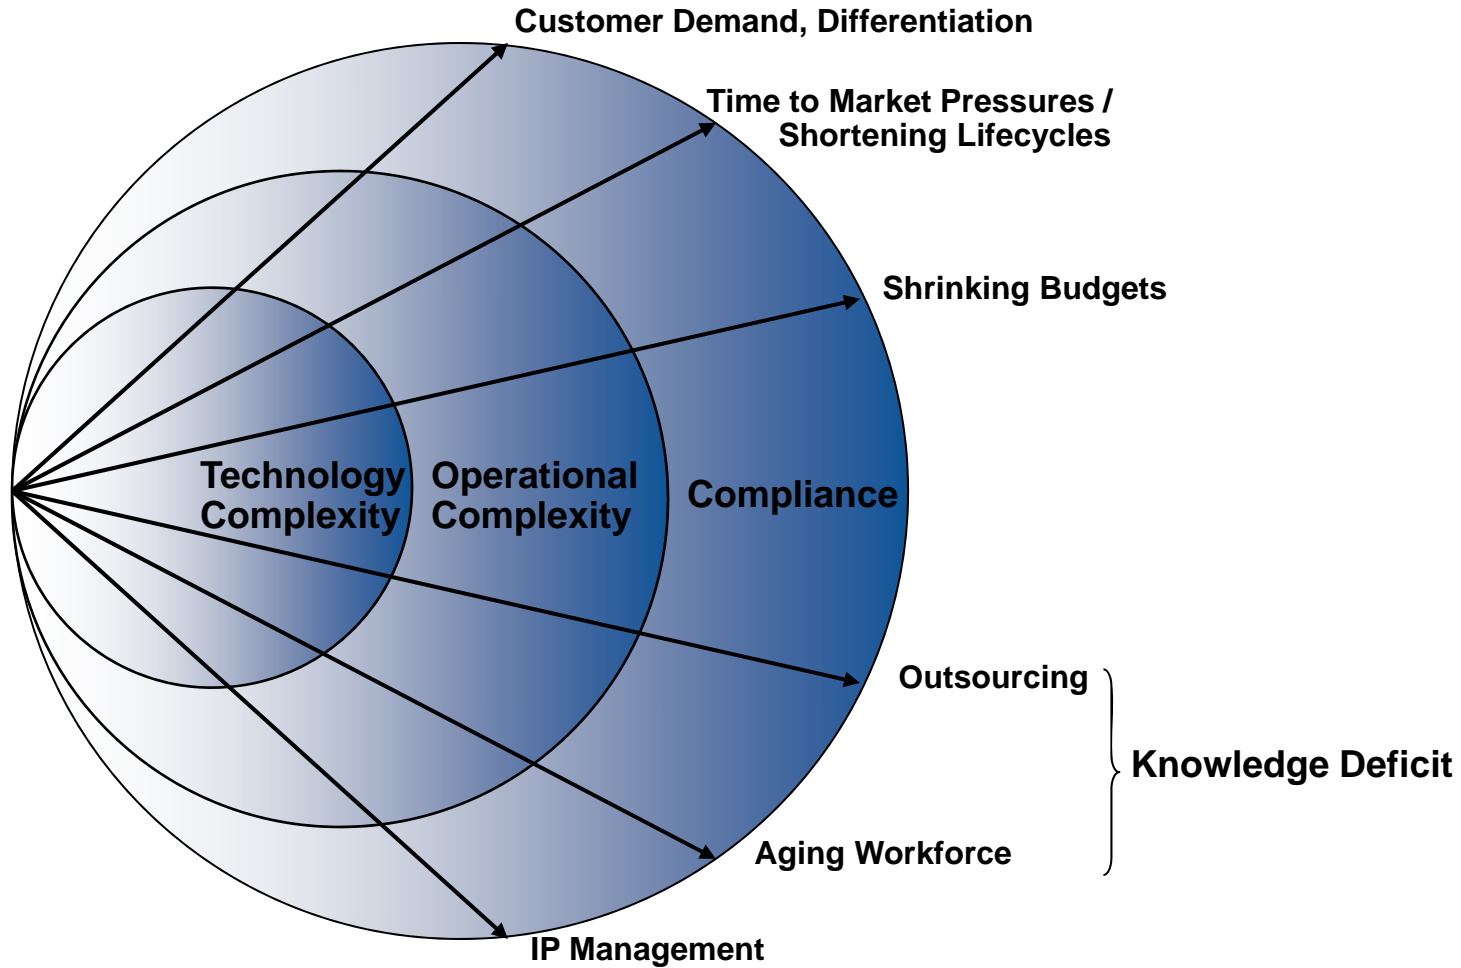 Customer Demand, Differentiation
Time to Market Pressures /
Shortening Lifecycles
Shrinking Budgets
Technology
Complexity
Operational
Complexity
Compliance
Outsourcing
Knowledge Deficit
Aging Workforce
IP Management